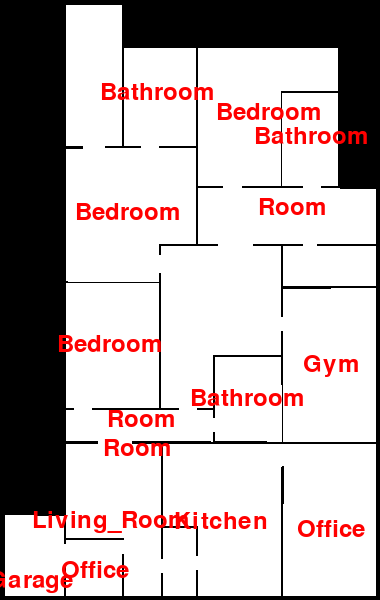 Bathroom
Bedroom
Bathroom
Bedroom
Room
Bedroom
Gym
Bathroom
Room
Room
Living_Room
Kitchen
Office
Office
Garage